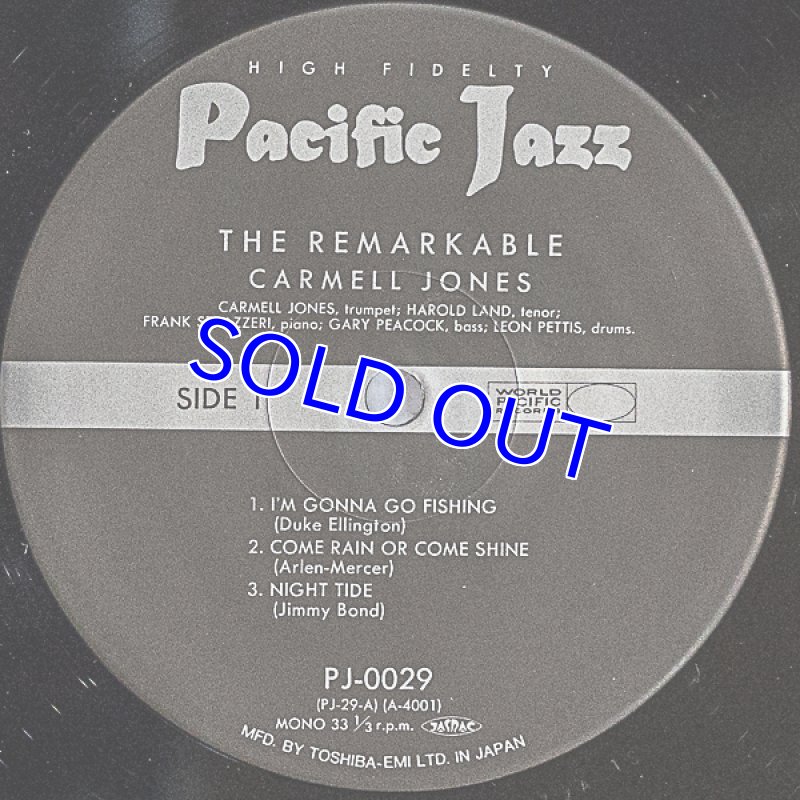 HIGH FIDELTY
Pacific Jazz
THE REMARKABLE
CARMELL JONES
CARMELL JONES, trumpet; HAROLD LAND, tenor;
FRANK piano; GARY PEACOCK, bass; LEON PETTIS, drums.
SOLD OUT
SIDE 1
WORLD
PACIFIC
RECORDS
1. I'M GONNA GO FISHING
(Duke Ellington)
2. COME RAIN OR COME SHINE
(Arlen-Mercer)
3. NIGHT TIDE
(Jimmy Bond)
PJ-0029
(PJ-29-A) (A-4001)
MONO 33 1/3 r.p.m. JASRAC
MFD. BY TOSHIBA-EMI LTD. IN JAPAN